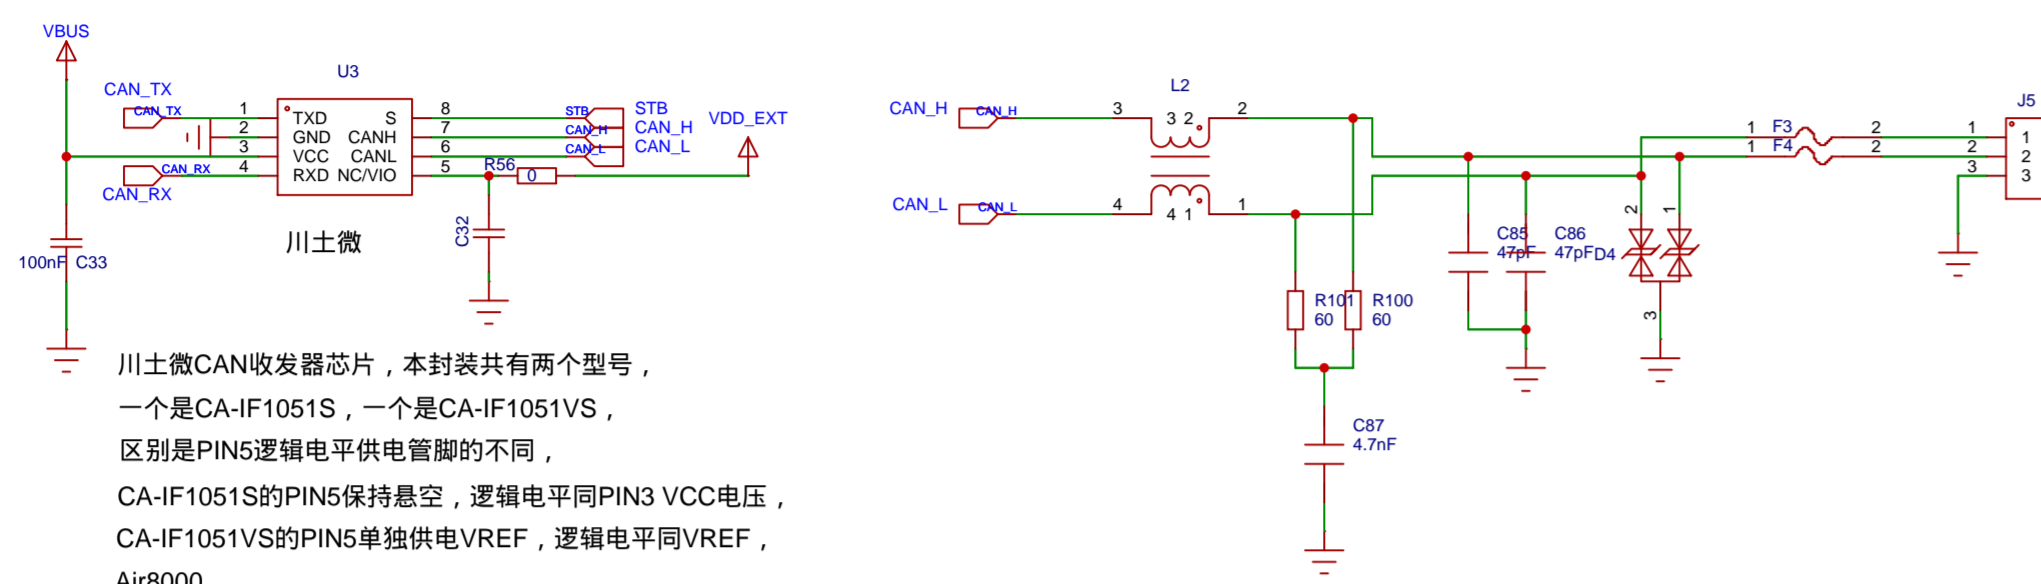 VBUS
U3
CAN_TX
CAN_TX
1 TXD S 8 STB STB
2 GND CANH 7 CAN_H CAN_H
3 VCC CANL 6 CAN_L CAN_L
4 RXD NC/VIO 5
CAN_RX
CAN_RX
VDD_EXT
R56
0
C32
100nF C33
川土微
川土微CAN收发器芯片，本封装共有两个型号，
一个是CA-IF1051S，一个是CA-IF1051VS，
区别是PIN5逻辑电平供电管脚的不同，
CA-IF1051S的PIN5保持悬空，逻辑电平同PIN3 VCC电压，
CA-IF1051VS的PIN5单独供电VREF，逻辑电平同VREF，
Air8000
L2
CAN_H CAN_H 3 3 2 2
CAN_L CAN_L 4 4 1 1
R101
60
R100
60
C87
4.7nF
C85
47pF
C86
47pF
D4
2 1
3
1 F3 2
1 F4 2
J5
1 1
2 2
3 3